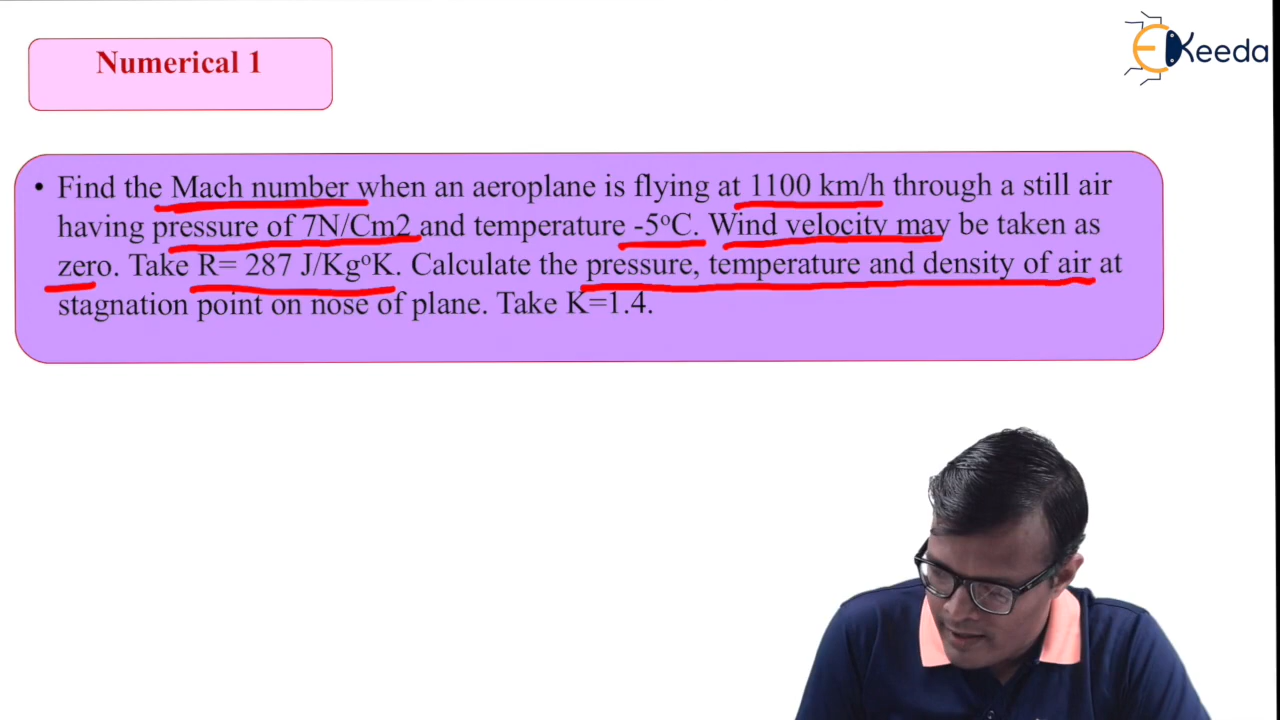 Numerical 1
EKeeda
• Find the Mach number when an aeroplane is flying at 1100 km/h through a still air
having pressure of 7N/Cm2 and temperature -5°C. Wind velocity may be taken as
zero. Take R= 287 J/Kg°K. Calculate the pressure, temperature and density of air at
stagnation point on nose of plane. Take K=1.4.